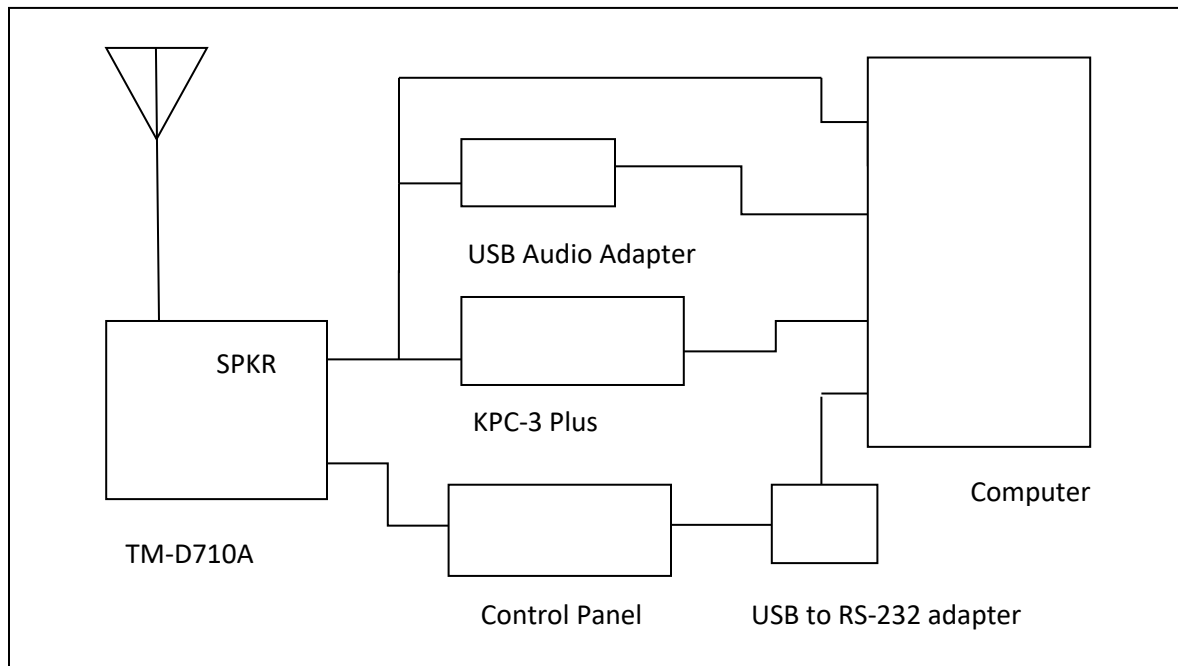 USB Audio Adapter
SPKR
KPC-3 Plus
Computer
TM-D710A
Control Panel
USB to RS-232 adapter